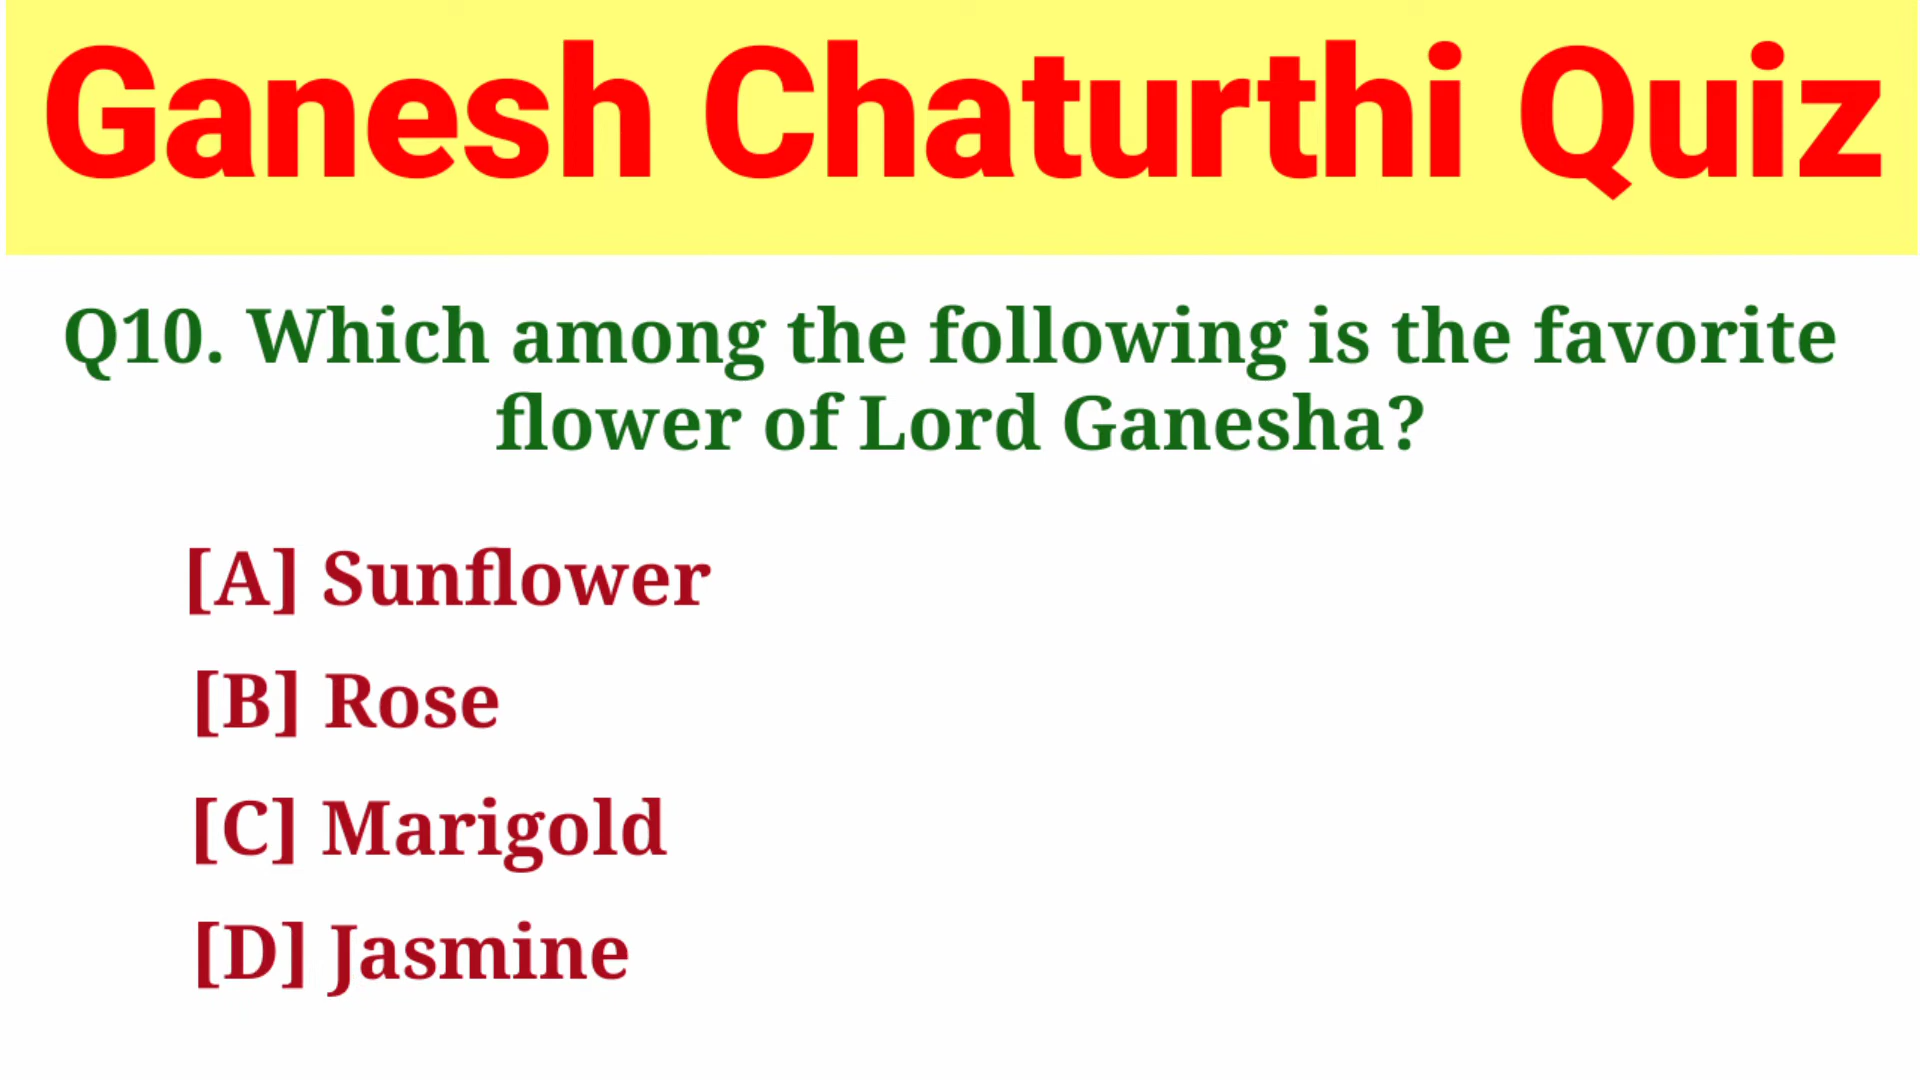 Ganesh Chaturthi Quiz
Q10. Which among the following is the favorite
flower of Lord Ganesha?
[A] Sunflower
[B] Rose
[C] Marigold
[D] Jasmine